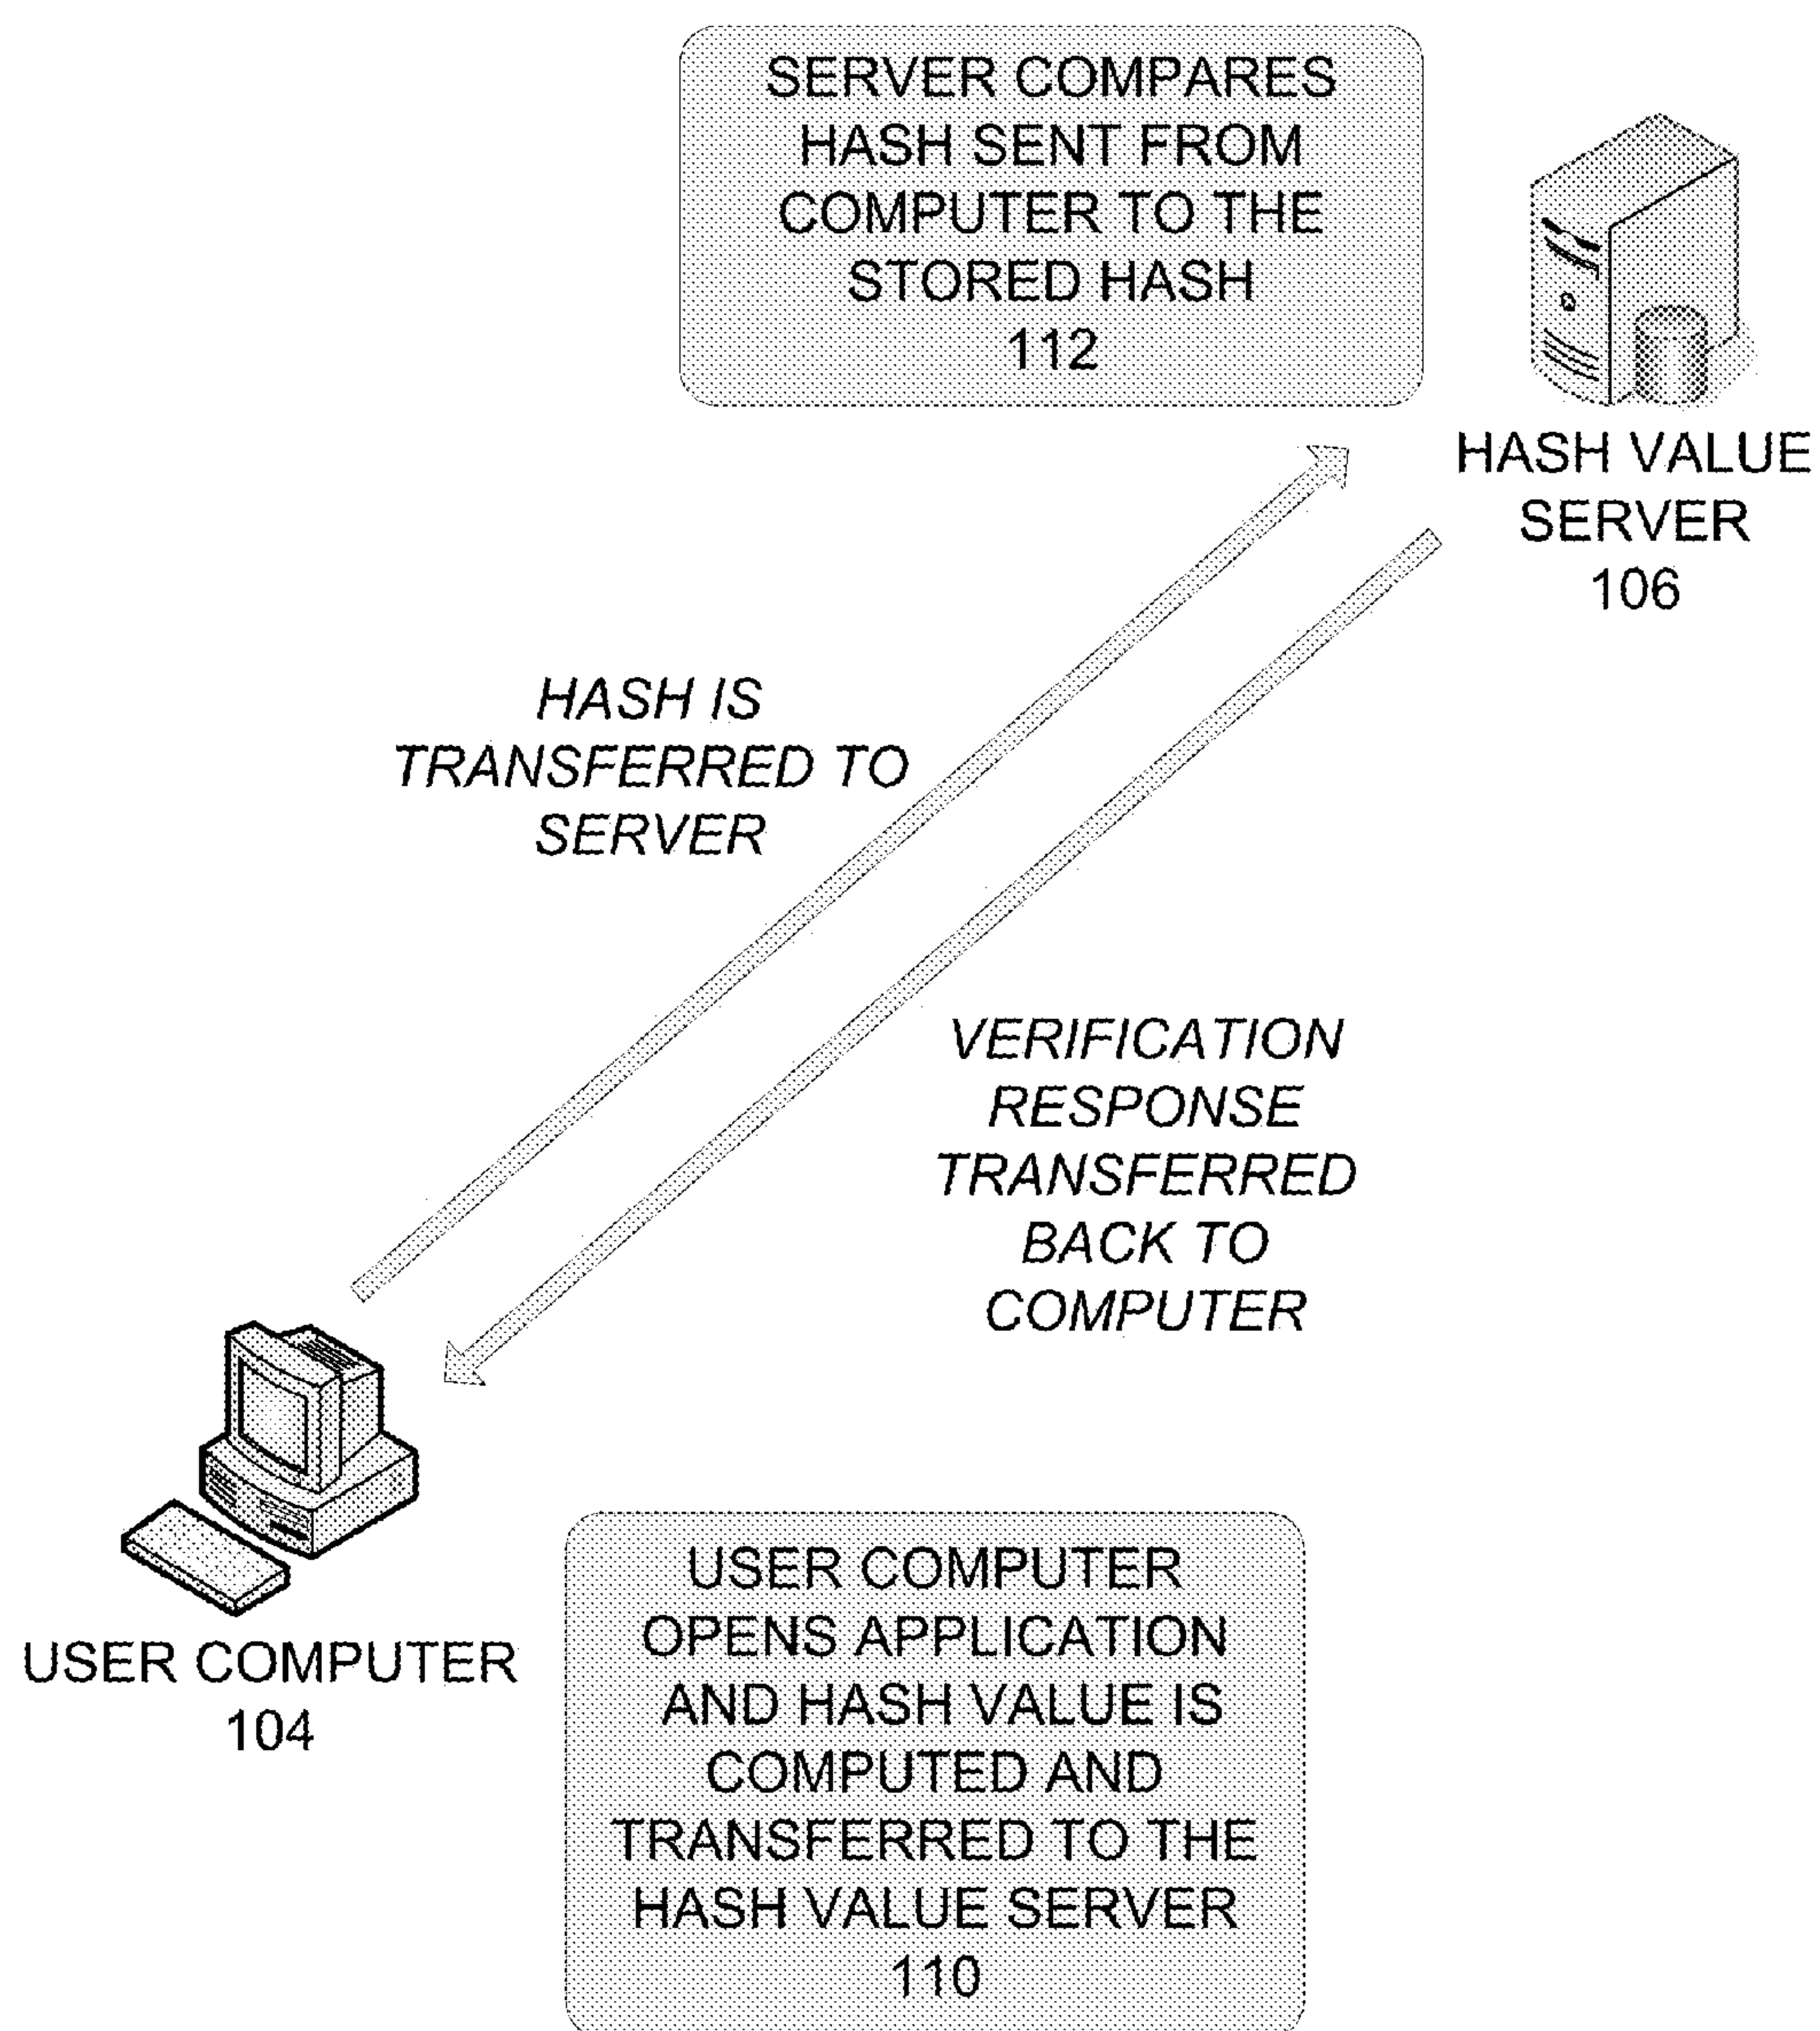 SERVER COMPARES
HASH SENT FROM
COMPUTER TO THE
STORED HASH
112
HASH VALUE
SERVER
106
HASH IS
TRANSFERRED TO
SERVER
VERIFICATION
RESPONSE
TRANSFERRED
BACK TO
COMPUTER
USER COMPUTER
104
USER COMPUTER
OPENS APPLICATION
AND HASH VALUE IS
COMPUTED AND
TRANSFERRED TO THE
HASH VALUE SERVER
110